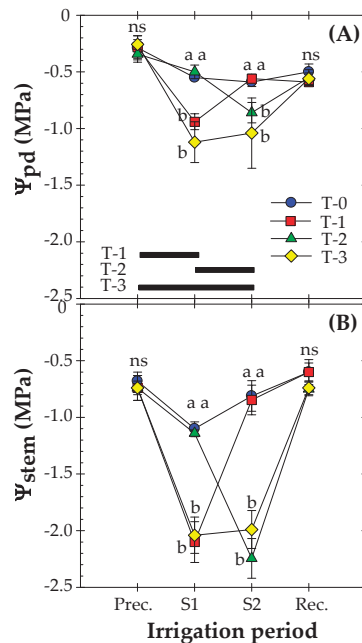 0
ns
a a
a a
ns
(A)
-0.5
b
b
-1.0
b
b
Ψpd (MPa)
-1.5
T-0
T-1
T-2
T-3
-2.0
T-1
T-2
T-3
-2.5
0
(B)
ns
a a
a a
ns
-0.5
-1.0
Ψstem (MPa)
-1.5
b
b
-2.0
b
b
-2.5
Prec. S1 S2 Rec.
Irrigation period